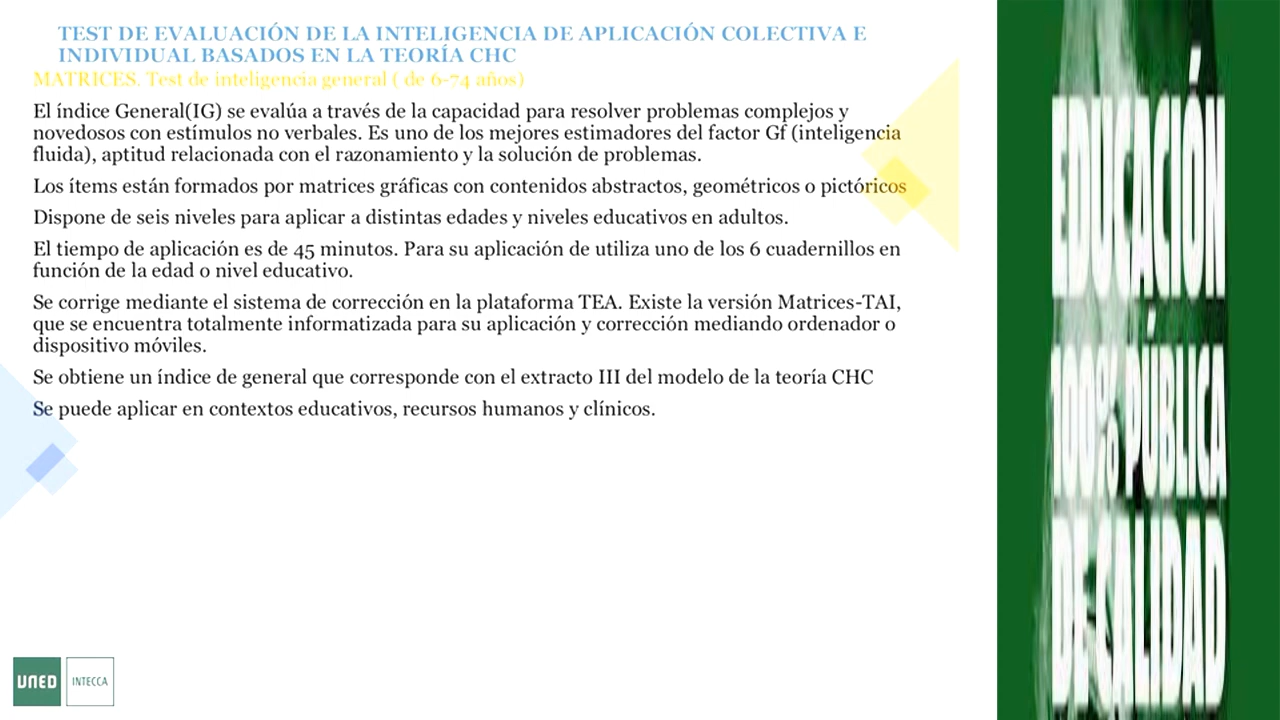 TEST DE EVALUACIÓN DE LA INTELIGENCIA DE APLICACIÓN COLECTIVA E
INDIVIDUAL BASADOS EN LA TEORÍA CHC
MATRICES. Test de inteligencia general ( de 6-74 años)
El índice General(IG) se evalúa a través de la capacidad para resolver problemas complejos y
novedosos con estímulos no verbales. Es uno de los mejores estimadores del factor Gf (inteligencia
fluida), aptitud relacionada con el razonamiento y la solución de problemas.
Los ítems están formados por matrices gráficas con contenidos abstractos, geométricos o pictóricos
Dispone de seis niveles para aplicar a distintas edades y niveles educativos en adultos.
El tiempo de aplicación es de 45 minutos. Para su aplicación de utiliza uno de los 6 cuadernillos en
función de la edad o nivel educativo.
Se corrige mediante el sistema de corrección en la plataforma TEA. Existe la versión Matrices-TAI,
que se encuentra totalmente informatizada para su aplicación y corrección mediando ordenador o
dispositivo móviles.
Se obtiene un índice de general que corresponde con el extracto III del modelo de la teoría CHC
Se puede aplicar en contextos educativos, recursos humanos y clínicos.
UNED
INTECCA
EDUCACIÓN
100% PÚBLICA
DE CALIDAD